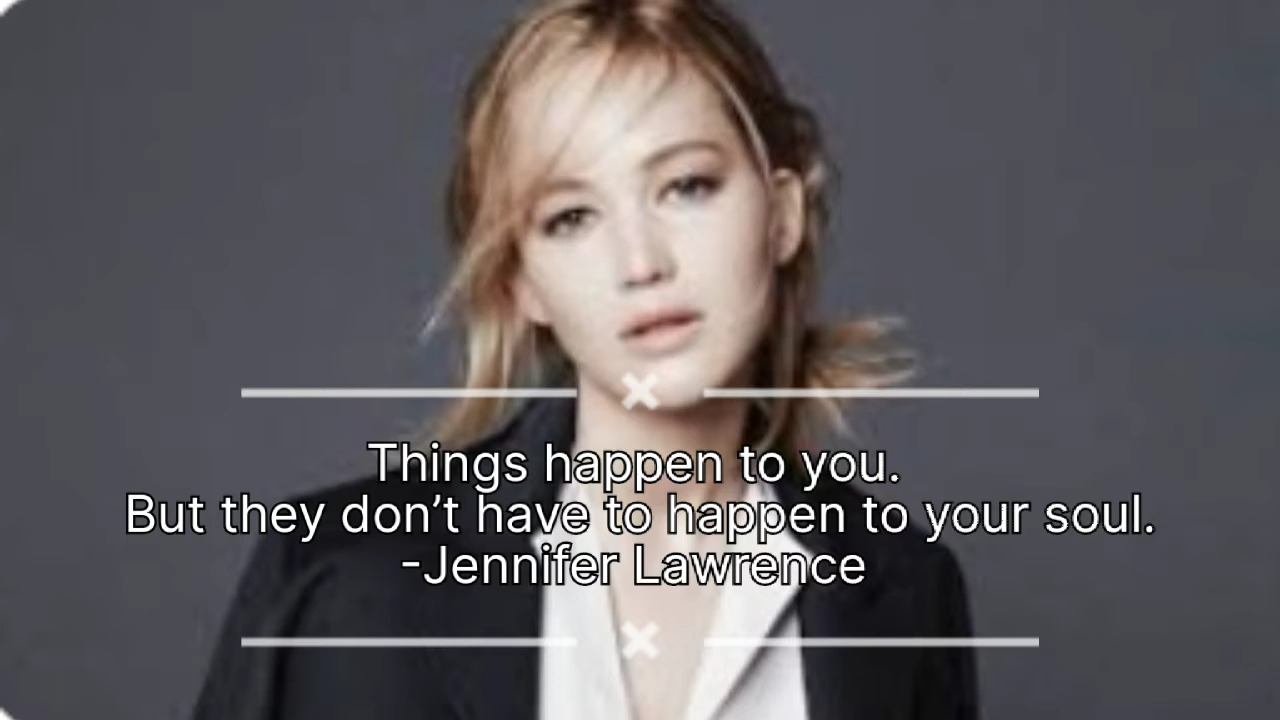 Things happen to you.
But they don’t have to happen to your soul.
-Jennifer Lawrence